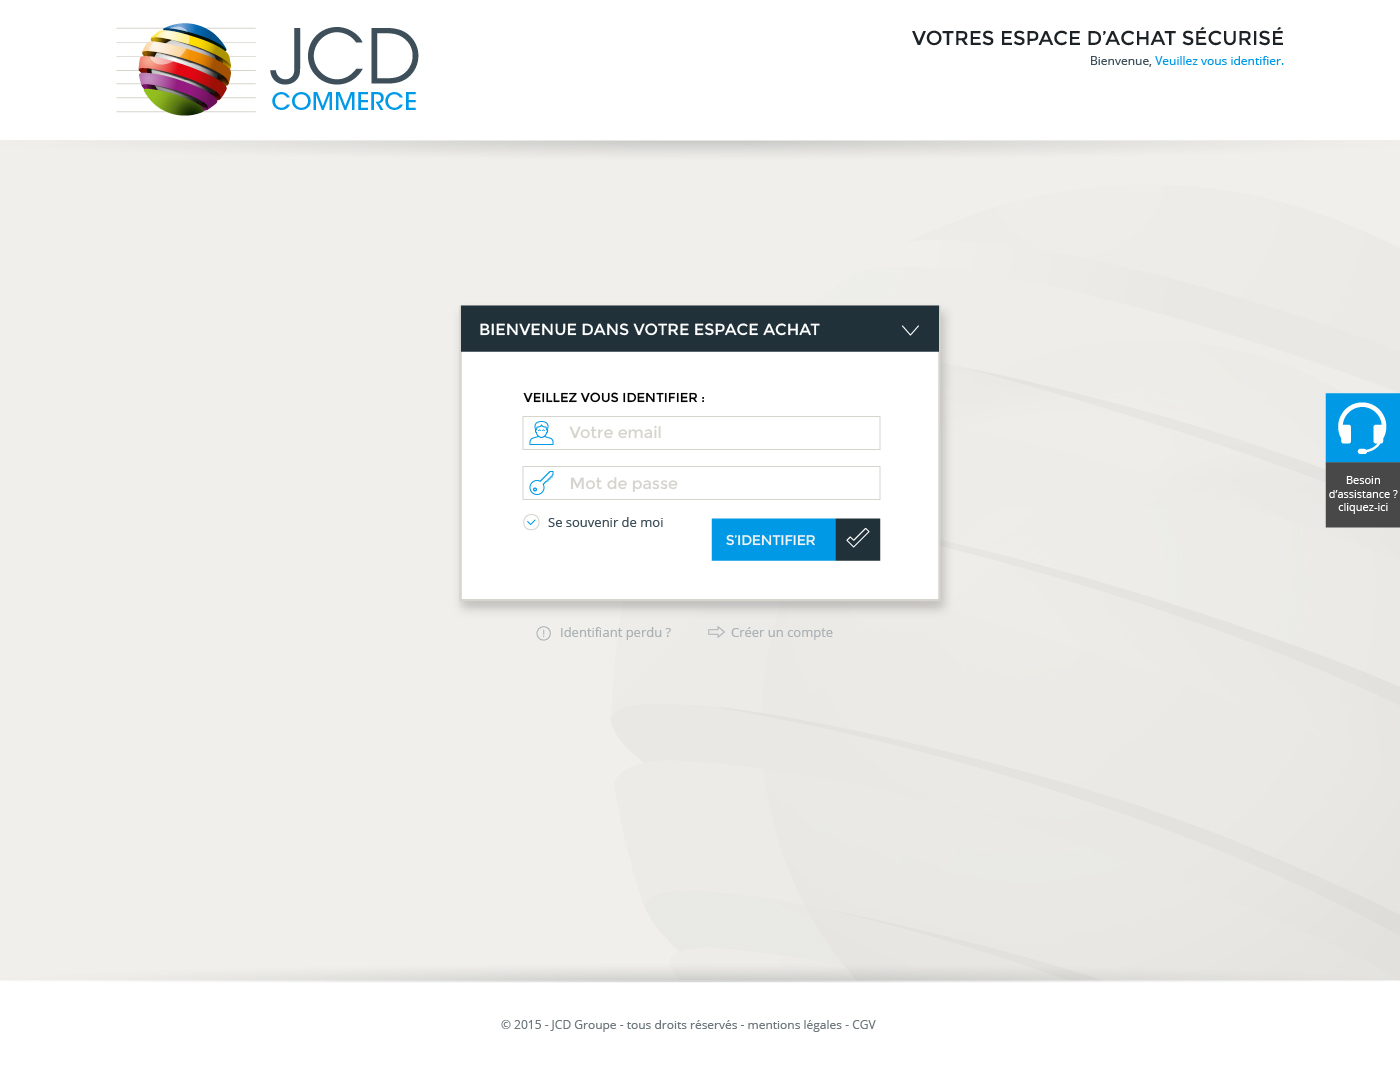 JCD
COMMERCE
VOTRES ESPACE D'ACHAT SÉCURISÉ
Bienvenue, Veuillez vous identifier.
BIENVENUE DANS VOTRE ESPACE ACHAT
VEILLEZ VOUS IDENTIFIER :
Votre email
Mot de passe
Se souvenir de moi
S'IDENTIFIER
Identifiant perdu ?
Créer un compte
Besoin
d'assistance ?
cliquez-ici
© 2015 - JCD Groupe - tous droits réservés - mentions légales - CGV